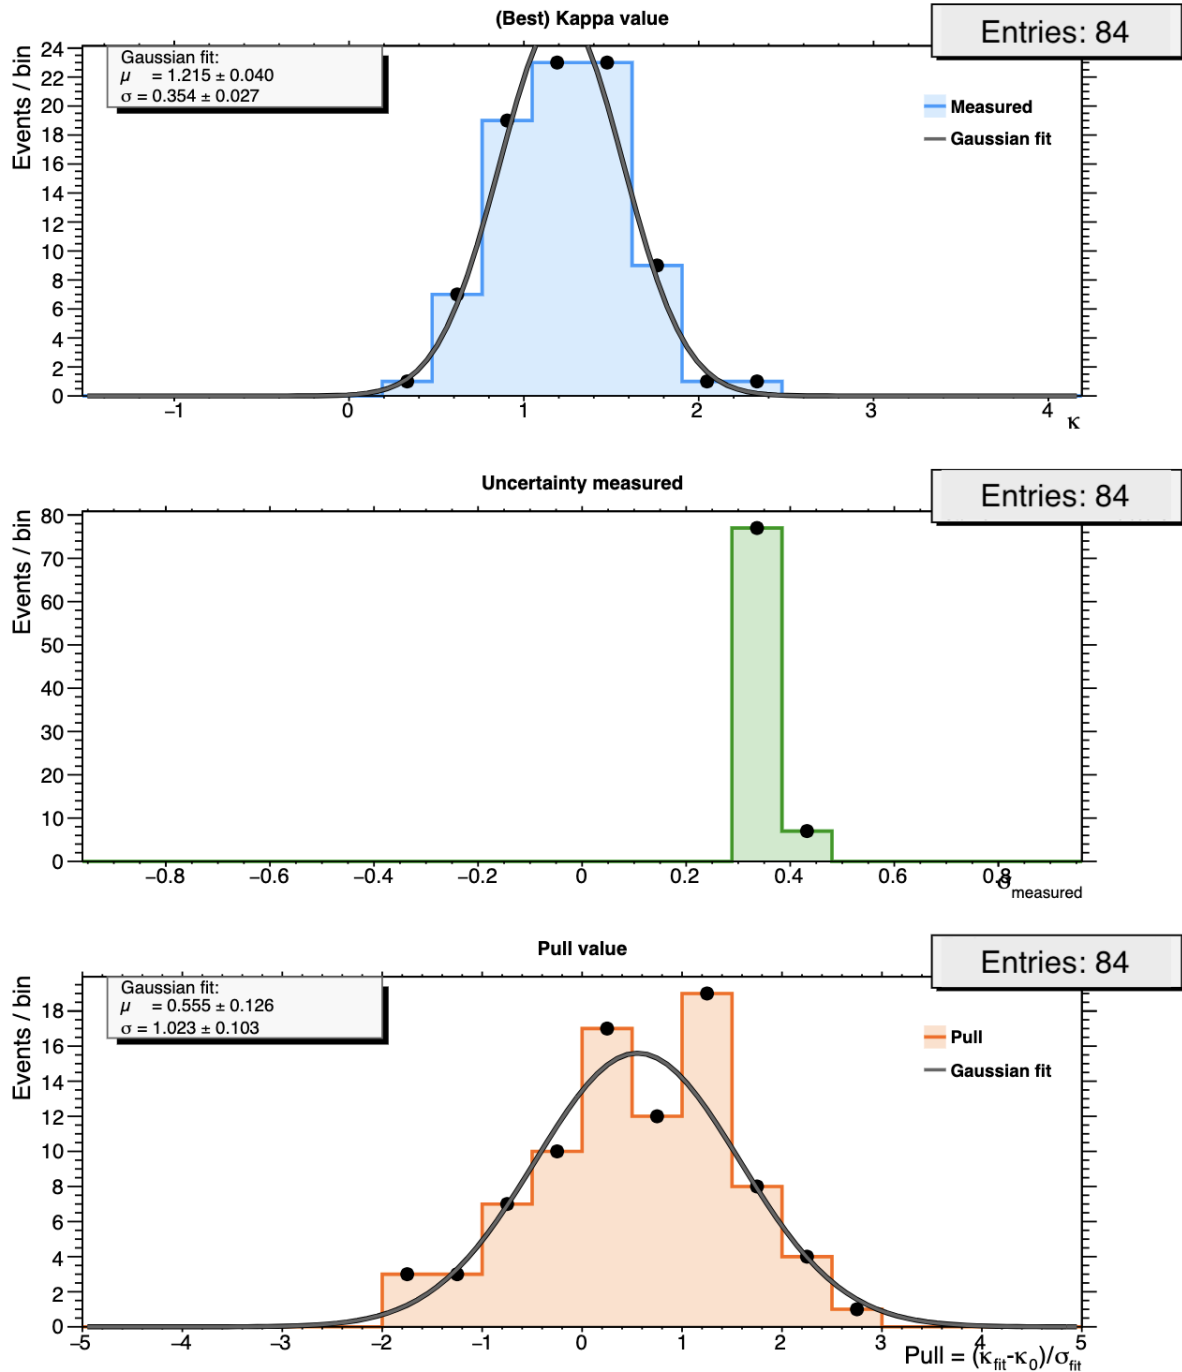 (Best) Kappa value
Entries: 84
Gaussian fit:
μ = 1.215 ± 0.040
σ = 0.354 ± 0.027
Measured
Gaussian fit
Events / bin
24
22
20
18
16
14
12
10
8
6
4
2
0
−1 0 1 2 3 4
κ
Uncertainty measured
Entries: 84
Events / bin
80
70
60
50
40
30
20
10
0
−0.8 −0.6 −0.4 −0.2 0 0.2 0.4 0.6 0.8
σmeasured
Pull value
Entries: 84
Gaussian fit:
μ = 0.555 ± 0.126
σ = 1.023 ± 0.103
Pull
Gaussian fit
Events / bin
18
16
14
12
10
8
6
4
2
0
−5 −4 −3 −2 −1 0 1 2 3 4 5
Pull = (κfit-κ0)/σfit